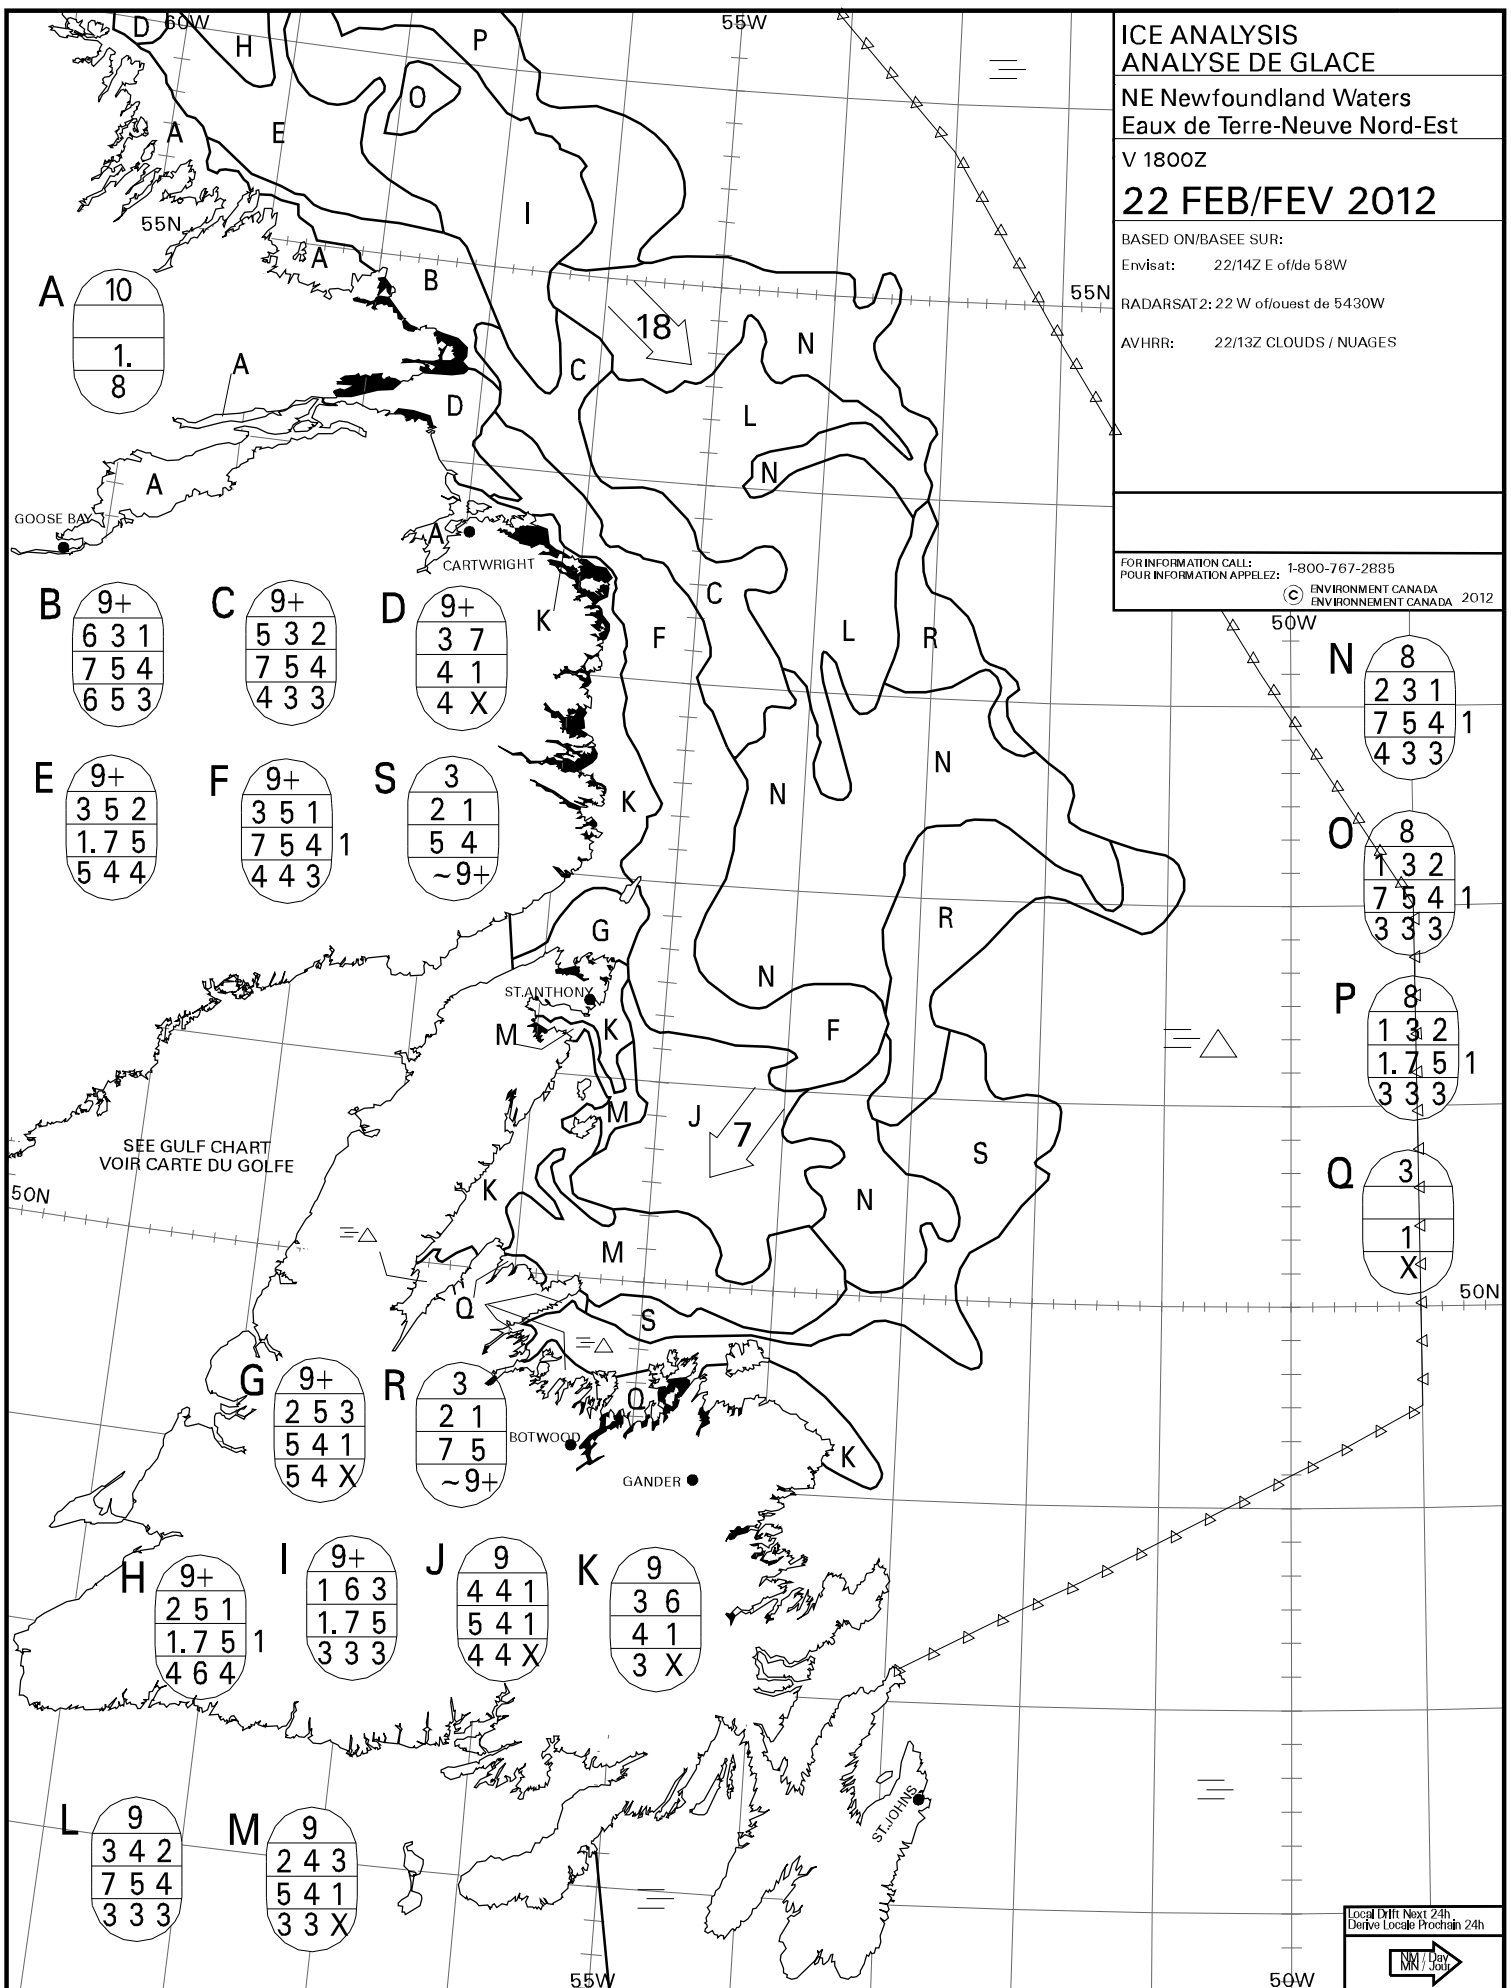 60W
55W
D
H
P
O
A
E
I
55N
A
B
18
N
55N
C
L
A
D
N
A
GOOSE BAY
A
CARTWRIGHT
K
C
F
L
R
K
N
N
G
R
ST.ANTHONY
N
M
K
F
M
J
7
S
SEE GULF CHART
VOIR CARTE DU GOLFE
50N
K
N
M
Q
S
50N
Q
BOTWOOD
GANDER
K
ST.JOHNS
55W
50W
50W
ICE ANALYSIS
ANALYSE DE GLACE
NE Newfoundland Waters
Eaux de Terre-Neuve Nord-Est
V 1800Z
22 FEB/FEV 2012
BASED ON/BASEE SUR:
Envisat: 22/14Z E of/de 58W
RADARSAT2: 22 W of/ouest de 5430W
AVHRR: 22/13Z CLOUDS / NUAGES
FOR INFORMATION CALL:
POUR INFORMATION APPELEZ: 1-800-767-2885
© ENVIRONMENT CANADA
ENVIRONNEMENT CANADA 2012
A
10
1.
8
B
9+
6 3 1
7 5 4
6 5 3
C
9+
5 3 2
7 5 4
4 3 3
D
9+
3 7
4 1
4 X
E
9+
3 5 2
1. 7 5
5 4 4
F
9+
3 5 1
7 5 4 1
4 4 3
S
3
2 1
5 4
~9+
G
9+
2 5 3
5 4 1
5 4 X
R
3
2 1
7 5
~9+
H
9+
2 5 1
1. 7 5 1
4 6 4
I
9+
1 6 3
1. 7 5
3 3 3
J
9
4 4 1
5 4 1
4 4 X
K
9
3 6
4 1
3 X
L
9
3 4 2
7 5 4
3 3 3
M
9
2 4 3
5 4 1
3 3 X
N
8
2 3 1
7 5 4 1
4 3 3
O
8
1 3 2
7 5 4 1
3 3 3
P
8
1 3 2
1. 7 5 1
3 3 3
Q
3
1
X
Local Drift Next 24h
Derive Locale Prochain 24h
NM / Day
MN / Jour